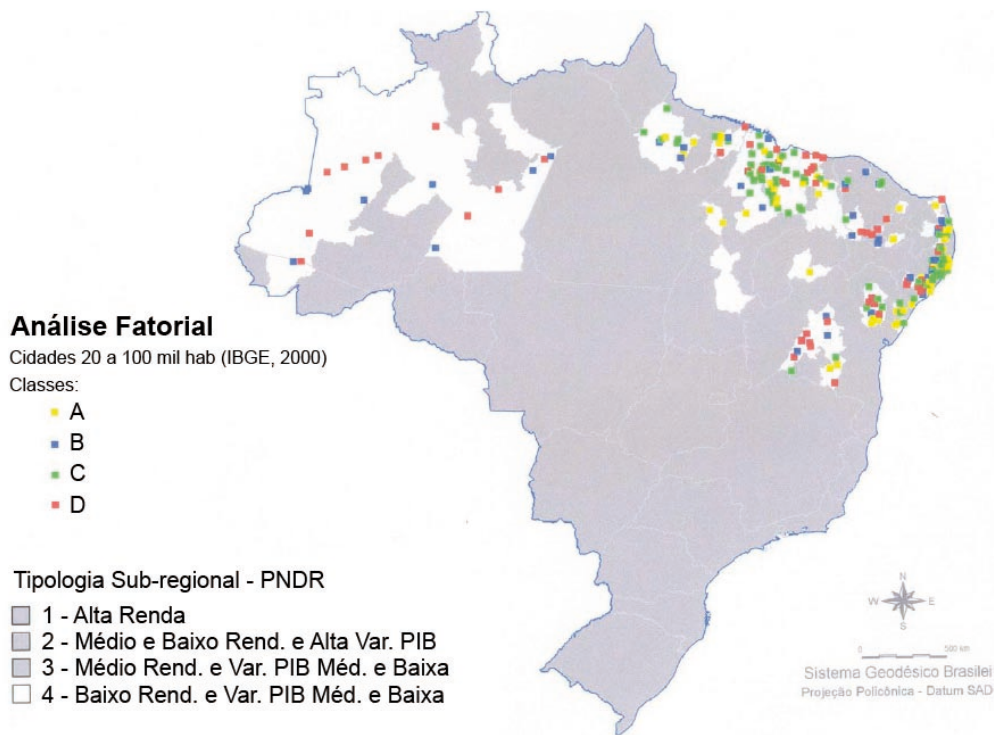 Análise Fatorial
Cidades 20 a 100 mil hab (IBGE, 2000)
Classes:
A
B
C
D
Tipologia Sub-regional - PNDR
1 - Alta Renda
2 - Médio e Baixo Rend. e Alta Var. PIB
3 - Médio Rend. e Var. PIB Méd. e Baixa
4 - Baixo Rend. e Var. PIB Méd. e Baixa
N
W E
S
0 500 km
Sistema Geodésico Brasilei
Projeção Policônica - Datum SAD